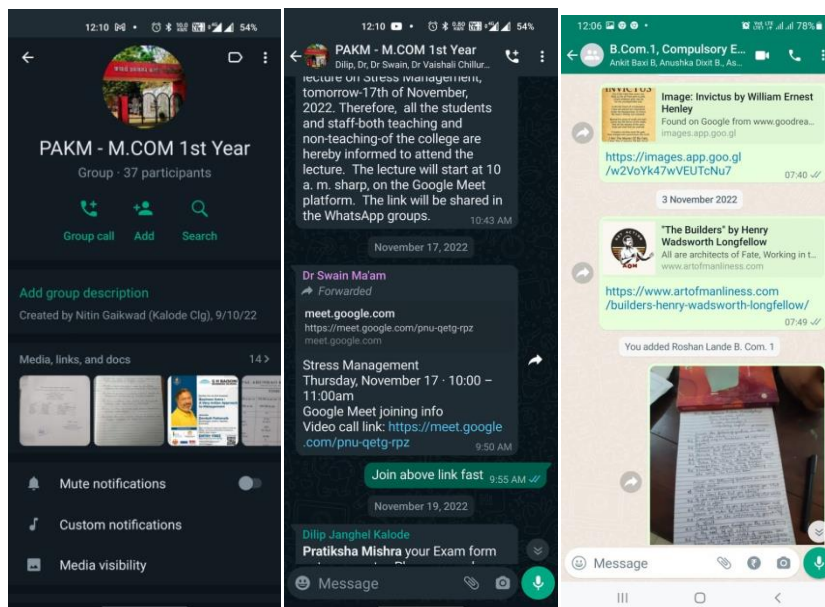 12:10
54%
PAKM - M.COM 1st Year
Group · 37 participants
Group call
Add
Search
Add group description
Created by Nitin Gaikwad (Kalode Clg), 9/10/22
Media, links, and docs
14 >
Mute notifications
Custom notifications
Media visibility
12:10
54%
PAKM - M.COM 1st Year
Dilip, Dr, Dr Swain, Dr Vaishali Chillur...
lecture on Stress Management,
tomorrow-17th of November,
2022. Therefore, all the students
and staff-both teaching and
non-teaching-of the college are
hereby informed to attend the
lecture. The lecture will start at 10
a. m. sharp, on the Google Meet
platform. The link will be shared in
the WhatsApp groups.
10:43 AM
November 17, 2022
Dr Swain Ma'am
Forwarded
meet.google.com
https://meet.google.com/pnu-qetg-rpz
meet.google.com
Stress Management
Thursday, November 17 · 10:00 –
11:00am
Google Meet joining info
Video call link: https://meet.google
.com/pnu-qetg-rpz
9:50 AM
Join above link fast
9:55 AM
November 19, 2022
Dilip Janghel Kalode
Pratiksha Mishra your Exam form
Message
12:06
78%
B.Com.1, Compulsory E...
Ankit Baxi B, Anushka Dixit B., As...
INVICTUS
Image: Invictus by William Ernest
Henley
Found on Google from www.goodrea...
images.app.goo.gl
https://images.app.goo.gl
/w2VoYk47wVEUTcNu7
07:40
3 November 2022
"The Builders" by Henry
Wadsworth Longfellow
All are architects of Fate, Working in t...
www.artofmanliness.com
https://www.artofmanliness.com
/builders-henry-wadsworth-longfellow/
07:49
You added Roshan Lande B. Com. 1
Message